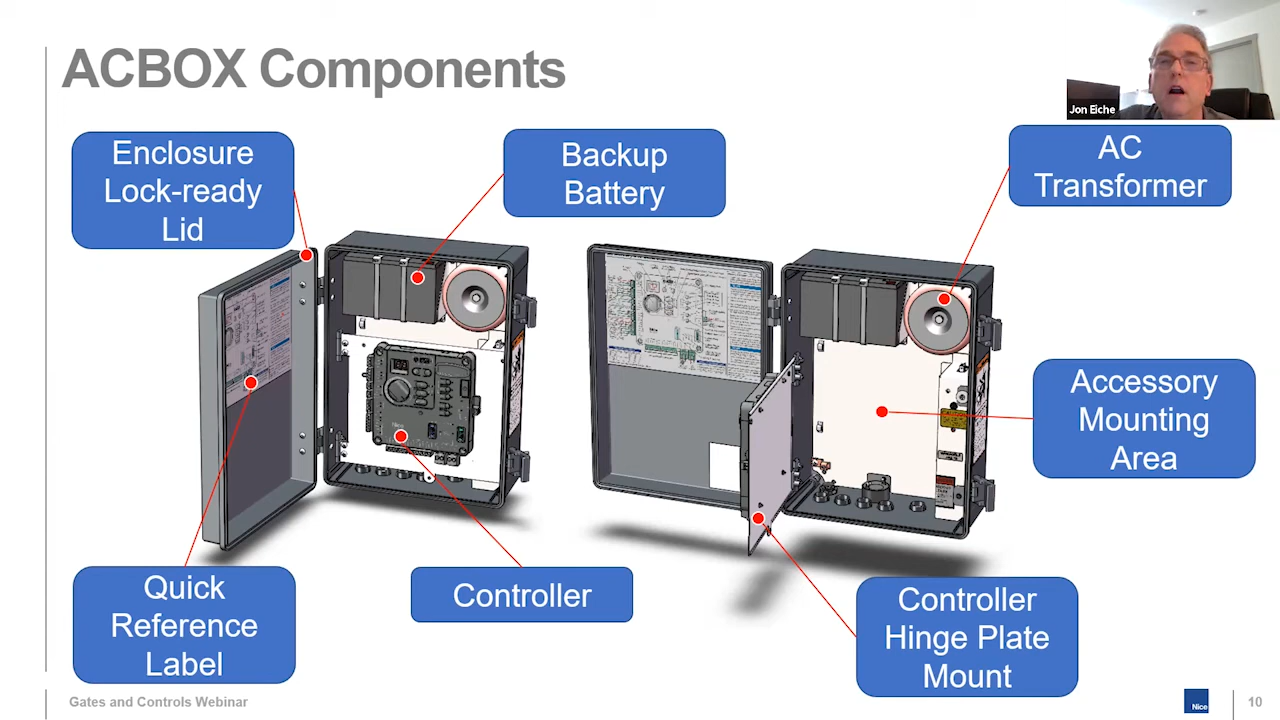 ACBOX Components
Jon Eiche
Enclosure
Lock-ready
Lid
Backup
Battery
AC
Transformer
Accessory
Mounting
Area
Quick
Reference
Label
Controller
Controller
Hinge Plate
Mount
Nice
Gates and Controls Webinar
Nice
10